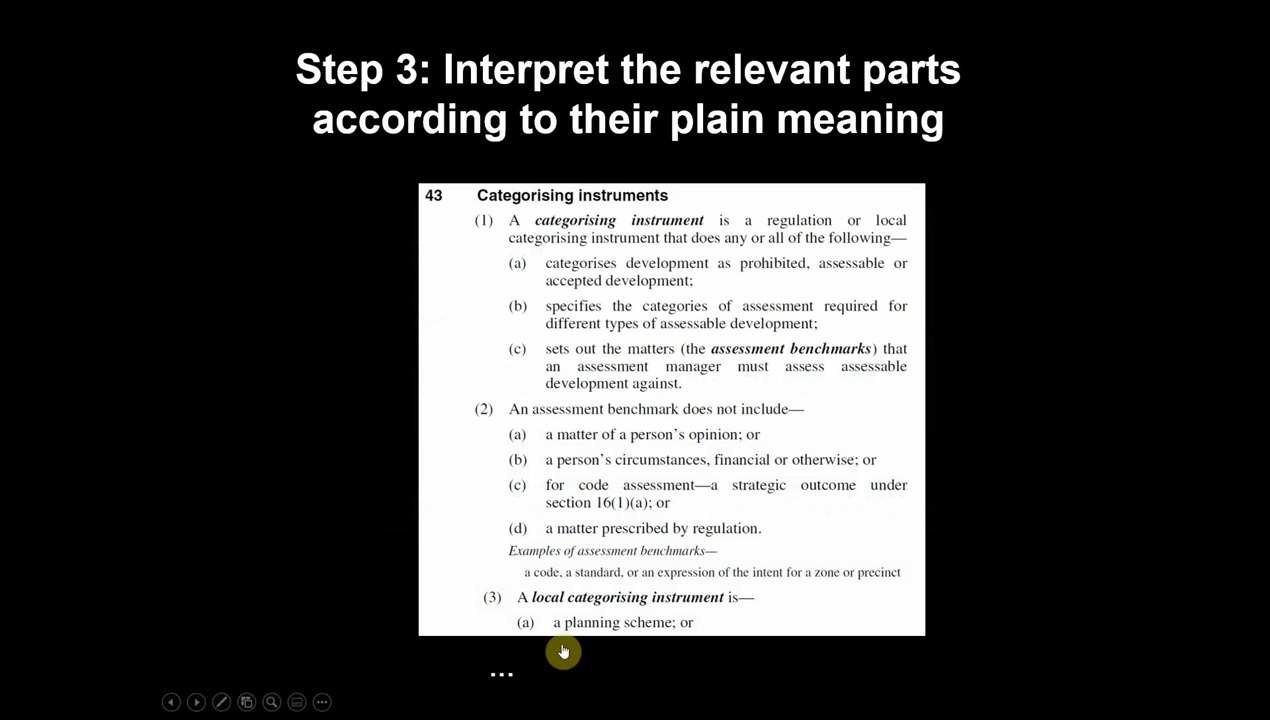 Step 3: Interpret the relevant parts
according to their plain meaning
43 Categorising instruments
(1) A categorising instrument is a regulation or local
categorising instrument that does any or all of the following—
(a) categorises development as prohibited, assessable or
accepted development;
(b) specifies the categories of assessment required for
different types of assessable development;
(c) sets out the matters (the assessment benchmarks) that
an assessment manager must assess assessable
development against.
(2) An assessment benchmark does not include—
(a) a matter of a person’s opinion; or
(b) a person’s circumstances, financial or otherwise; or
(c) for code assessment—a strategic outcome under
section 16(1)(a); or
(d) a matter prescribed by regulation.
Examples of assessment benchmarks—
a code, a standard, or an expression of the intent for a zone or precinct
(3) A local categorising instrument is—
(a) a planning scheme; or
...